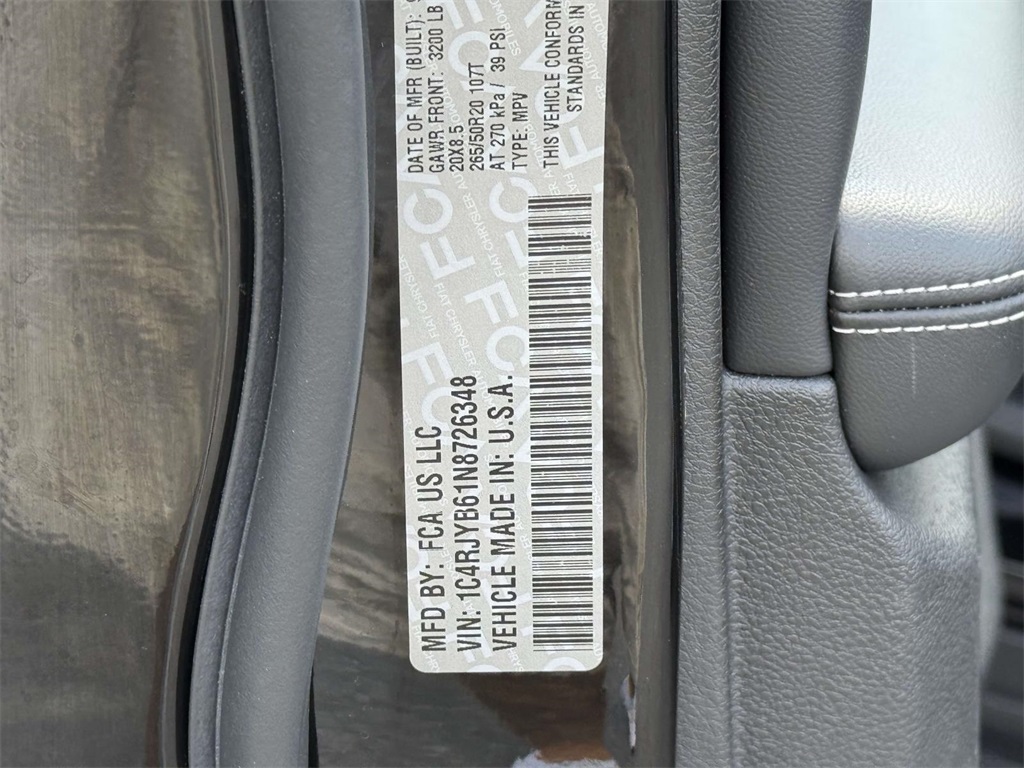 MFD BY: FCA US LLC
VIN: 1C4RJYB61N8726348
VEHICLE MADE IN: U.S.A.
DATE OF MFR (BUILT):
GAWR FRONT: 3200 LB
20X8.5
265/50R20 107T
AT 270 kPa / 39 PSI
TYPE: MPV
THIS VEHICLE CONFORM
STANDARDS IN